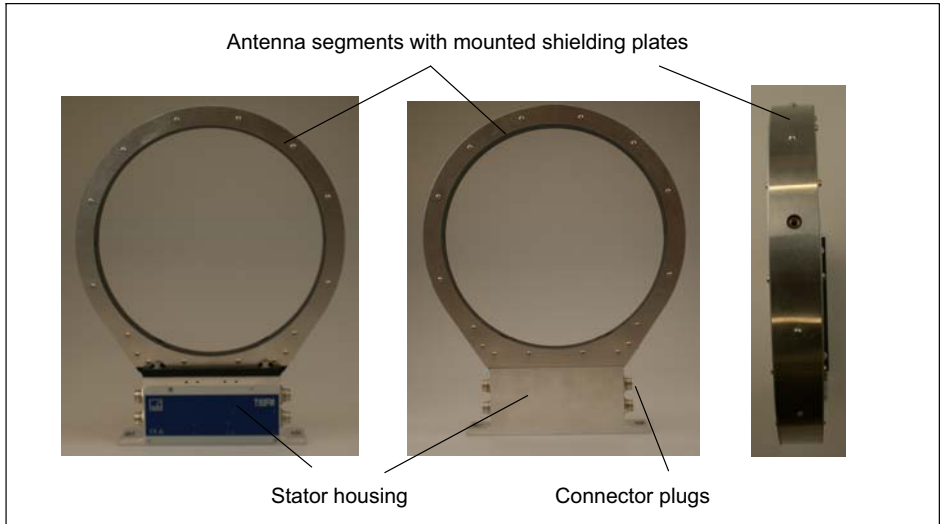 Antenna segments with mounted shielding plates
Stator housing
Connector plugs